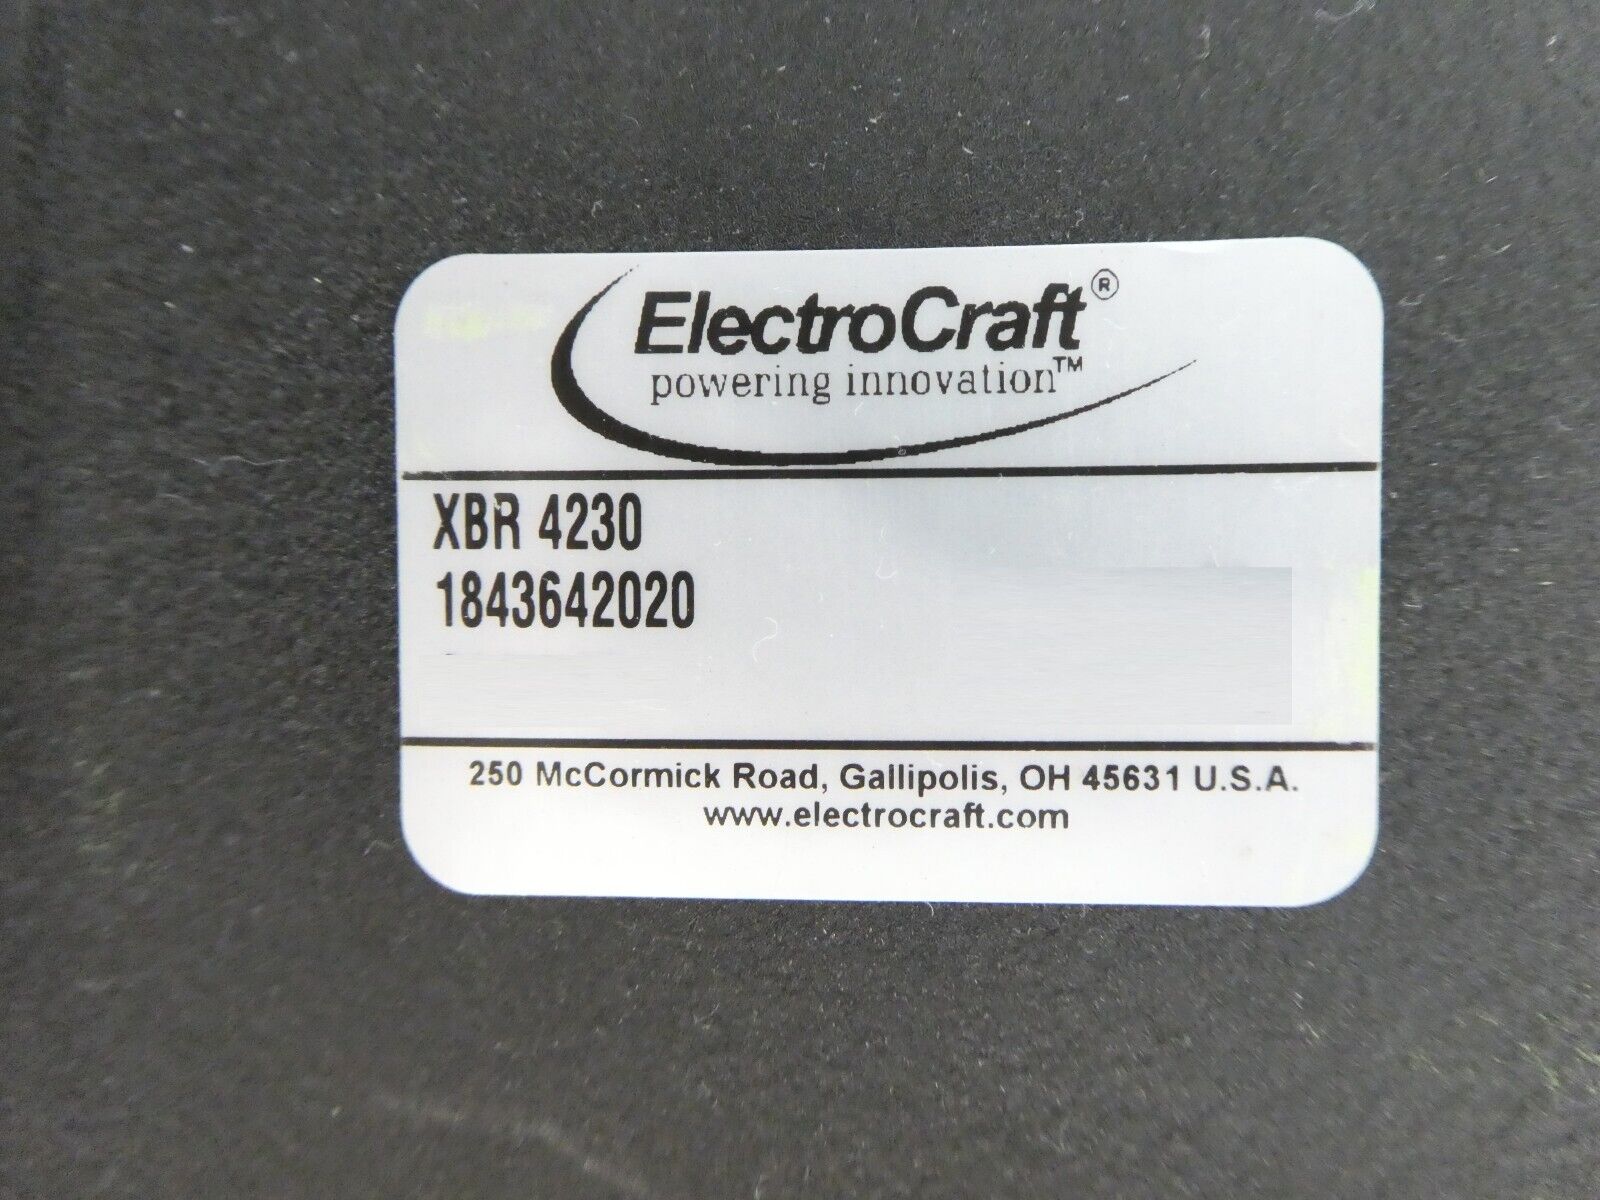 ElectroCraft®
powering innovation™
XBR 4230
1843642020
250 McCormick Road, Gallipolis, OH 45631 U.S.A.
www.electrocraft.com